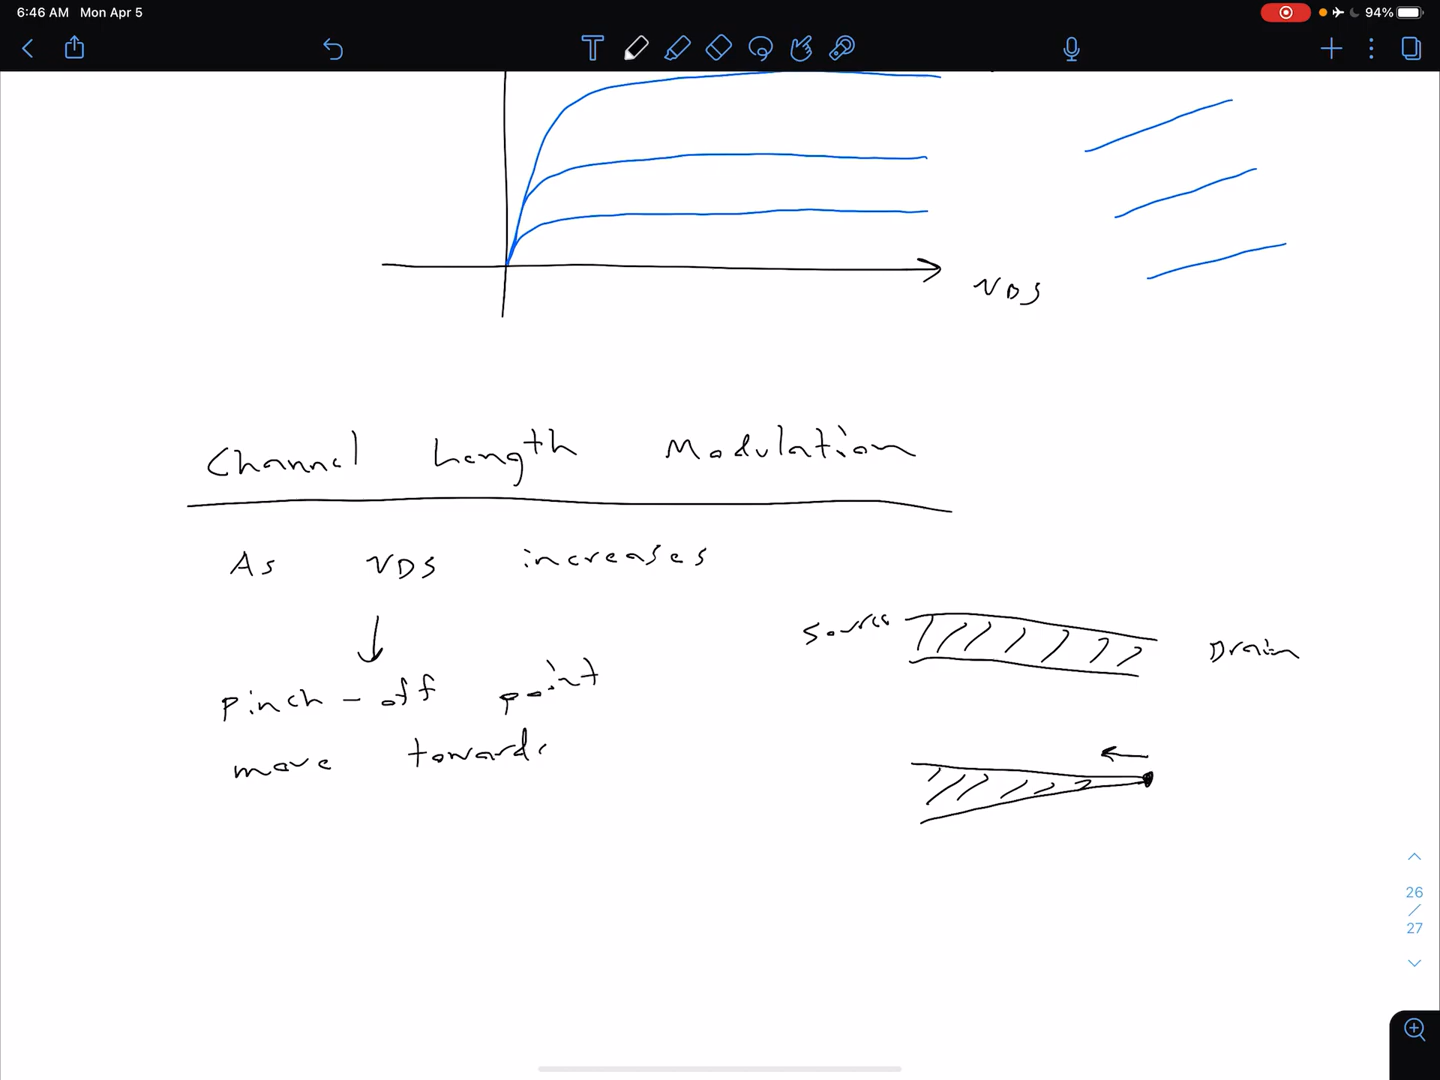 6:46 AM Mon Apr 5
94%
T
VDS
Channel Length Modulation
As VDS increases
Source
Drain
Pinch-off point
move towards
26
/
27